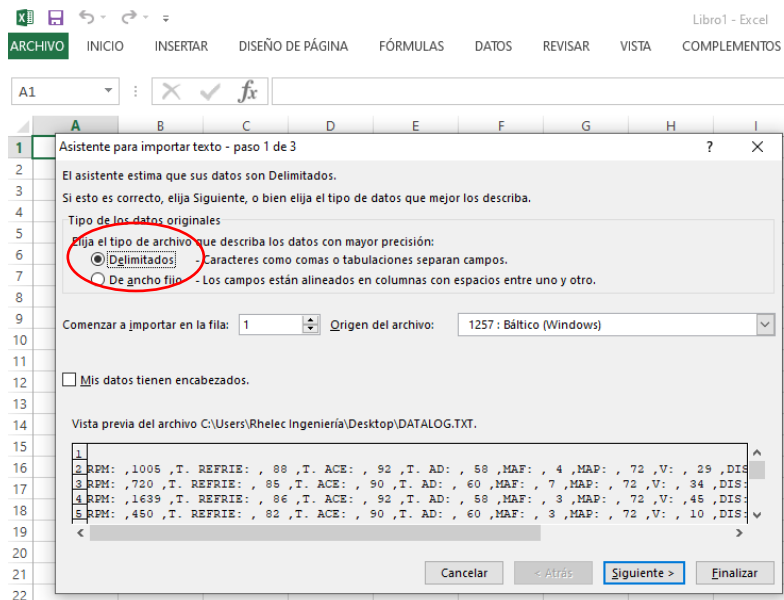 Libro1 - Excel
ARCHIVO INICIO INSERTAR DISEÑO DE PÁGINA FÓRMULAS DATOS REVISAR VISTA COMPLEMENTOS
A1 fx
A B C D E F G H I
1
Asistente para importar texto - paso 1 de 3 ? X
2
El asistente estima que sus datos son Delimitados.
3
Si esto es correcto, elija Siguiente, o bien elija el tipo de datos que mejor los describa.
4
Tipo de los datos originales
5
Elija el tipo de archivo que describa los datos con mayor precisión:
6
Delimitados - Caracteres como comas o tabulaciones separan campos.
7
De ancho fijo - Los campos están alineados en columnas con espacios entre uno y otro.
8
9
Comenzar a importar en la fila: 1 Origen del archivo: 1257 : Báltico (Windows)
10
11
12
Mis datos tienen encabezados.
13
14
Vista previa del archivo C:\Users\Rhelec Ingeniería\Desktop\DATALOG.TXT.
15
1
16
2 RPM: ,1005 ,T. REFRIE: , 88 ,T. ACE: , 92 ,T. AD: , 58 ,MAF: , 4 ,MAP: , 72 ,V: , 29 ,DIS
17
3 RPM: ,720 ,T. REFRIE: , 85 ,T. ACE: , 90 ,T. AD: , 60 ,MAF: , 7 ,MAP: , 72 ,V: , 34 ,DIS:
4 RPM: ,1639 ,T. REFRIE: , 86 ,T. ACE: , 92 ,T. AD: , 58 ,MAF: , 3 ,MAP: , 72 ,V: ,45 ,DIS:
18
5 RPM: ,450 ,T. REFRIE: , 82 ,T. ACE: , 90 ,T. AD: , 60 ,MAF: , 3 ,MAP: , 72 ,V: , 10 ,DIS:
19
20
21
Cancelar < Atrás Siguiente > Finalizar
22